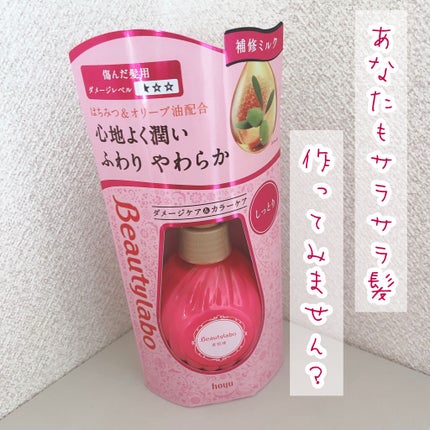 あなたもサラサラ髪
作ってみません？
補修ミルク
傷んだ髪用
ダメージレベル ★☆☆
はちみつ&オリーブ油配合
心地よく潤い
ふわり やわらか
ダメージケア&カラーケア
しっとり
Beautylabo
Beautylabo
美容液
hoyu